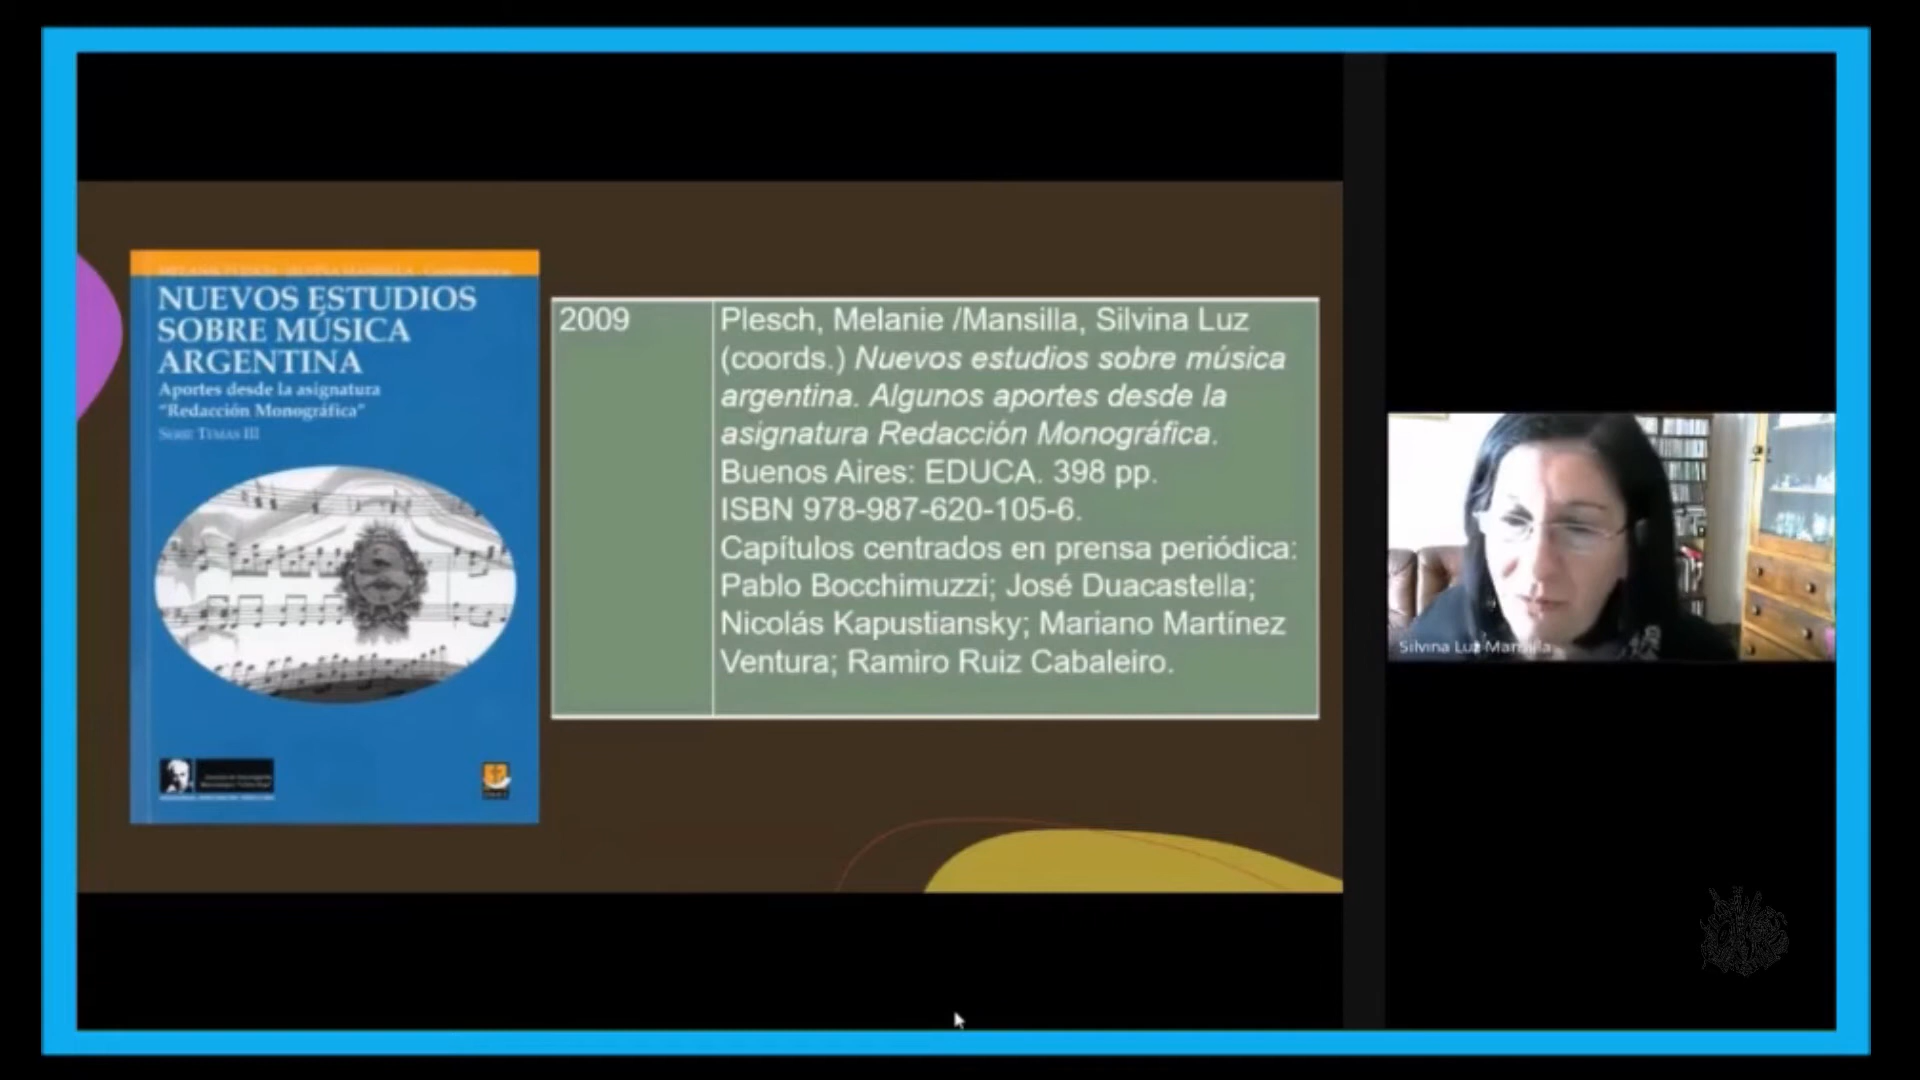 NUEVOS ESTUDIOS
SOBRE MÚSICA
ARGENTINA
Aportes desde la asignatura
“Redacción Monográfica”
SERIE TEMAS III
2009
Plesch, Melanie /Mansilla, Silvina Luz
(coords.) Nuevos estudios sobre música
argentina. Algunos aportes desde la
asignatura Redacción Monográfica.
Buenos Aires: EDUCA. 398 pp.
ISBN 978-987-620-105-6.
Capítulos centrados en prensa periódica:
Pablo Bocchimuzzi; José Duacastella;
Nicolás Kapustiansky; Mariano Martínez
Ventura; Ramiro Ruiz Cabaleiro.
Silvina Luz Mansilla